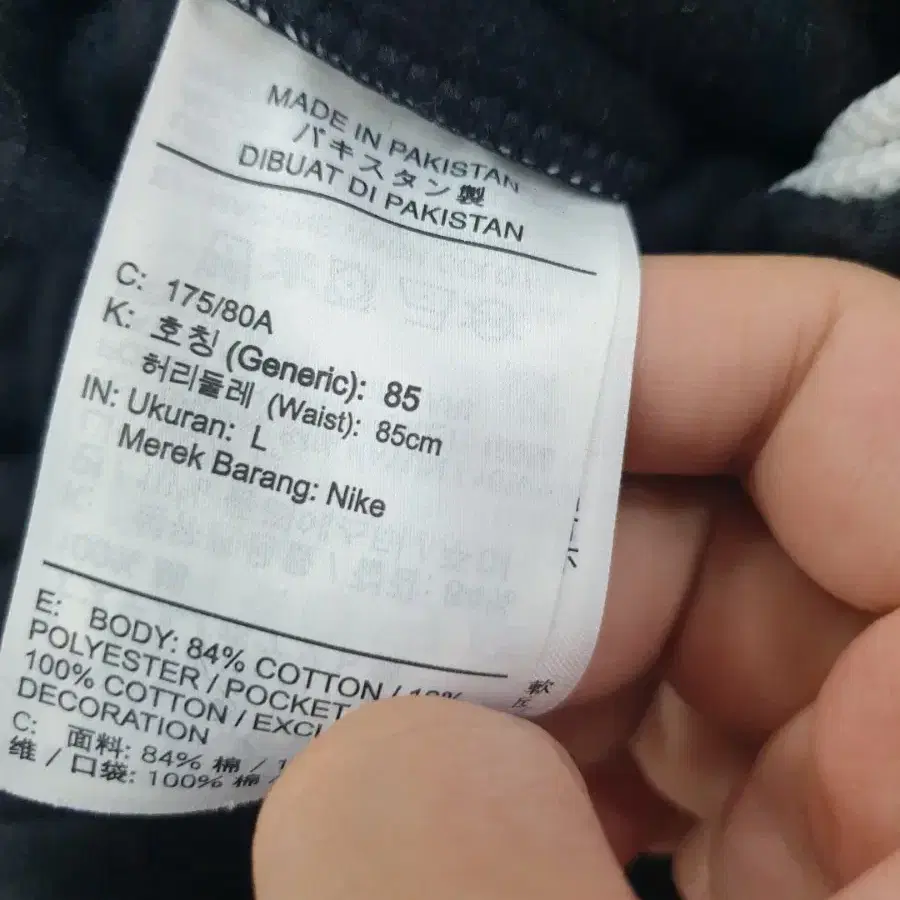 MADE IN PAKISTAN
パキスタン製
DIBUAT DI PAKISTAN
C: 175/80A
K: 호칭 (Generic): 85
허리둘레 (Waist): 85cm
IN: Ukuran: L
Merek Barang: Nike
E: BODY: 84% COTTON /
POLYESTER / POCKET
100% COTTON /
DECORATION
C: 面料: 84% 棉 /
维 / 口袋: 100% 棉